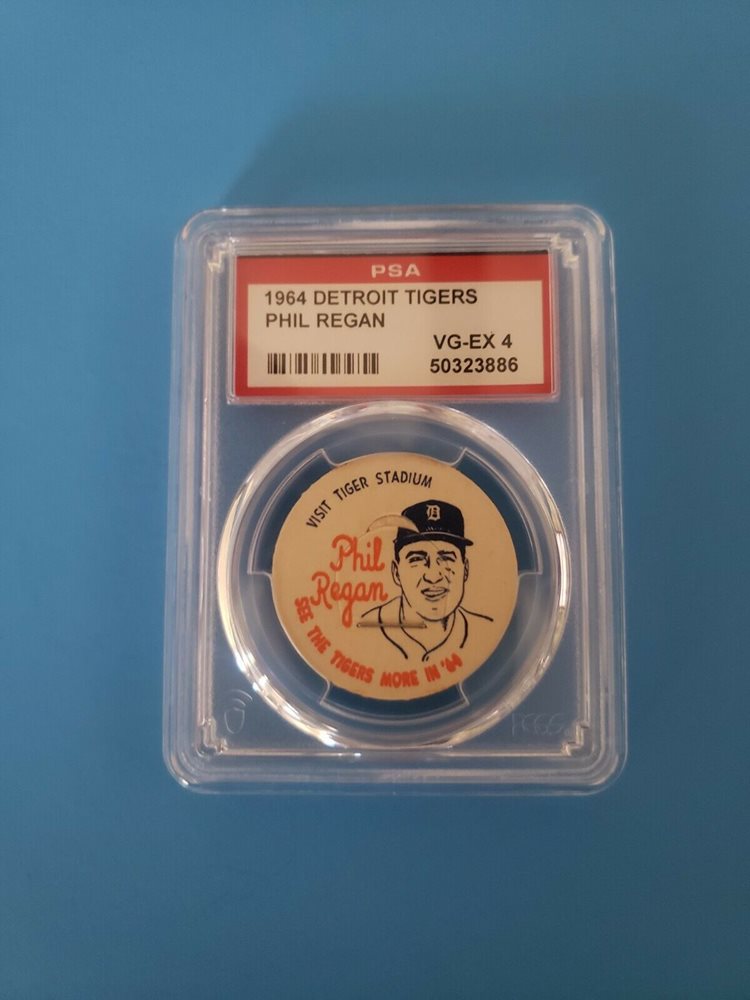 PSA
1964 DETROIT TIGERS
PHIL REGAN
VG-EX 4
50323886
VISIT TIGER STADIUM
D
Phil
Regan
SEE THE TIGERS MORE IN '64